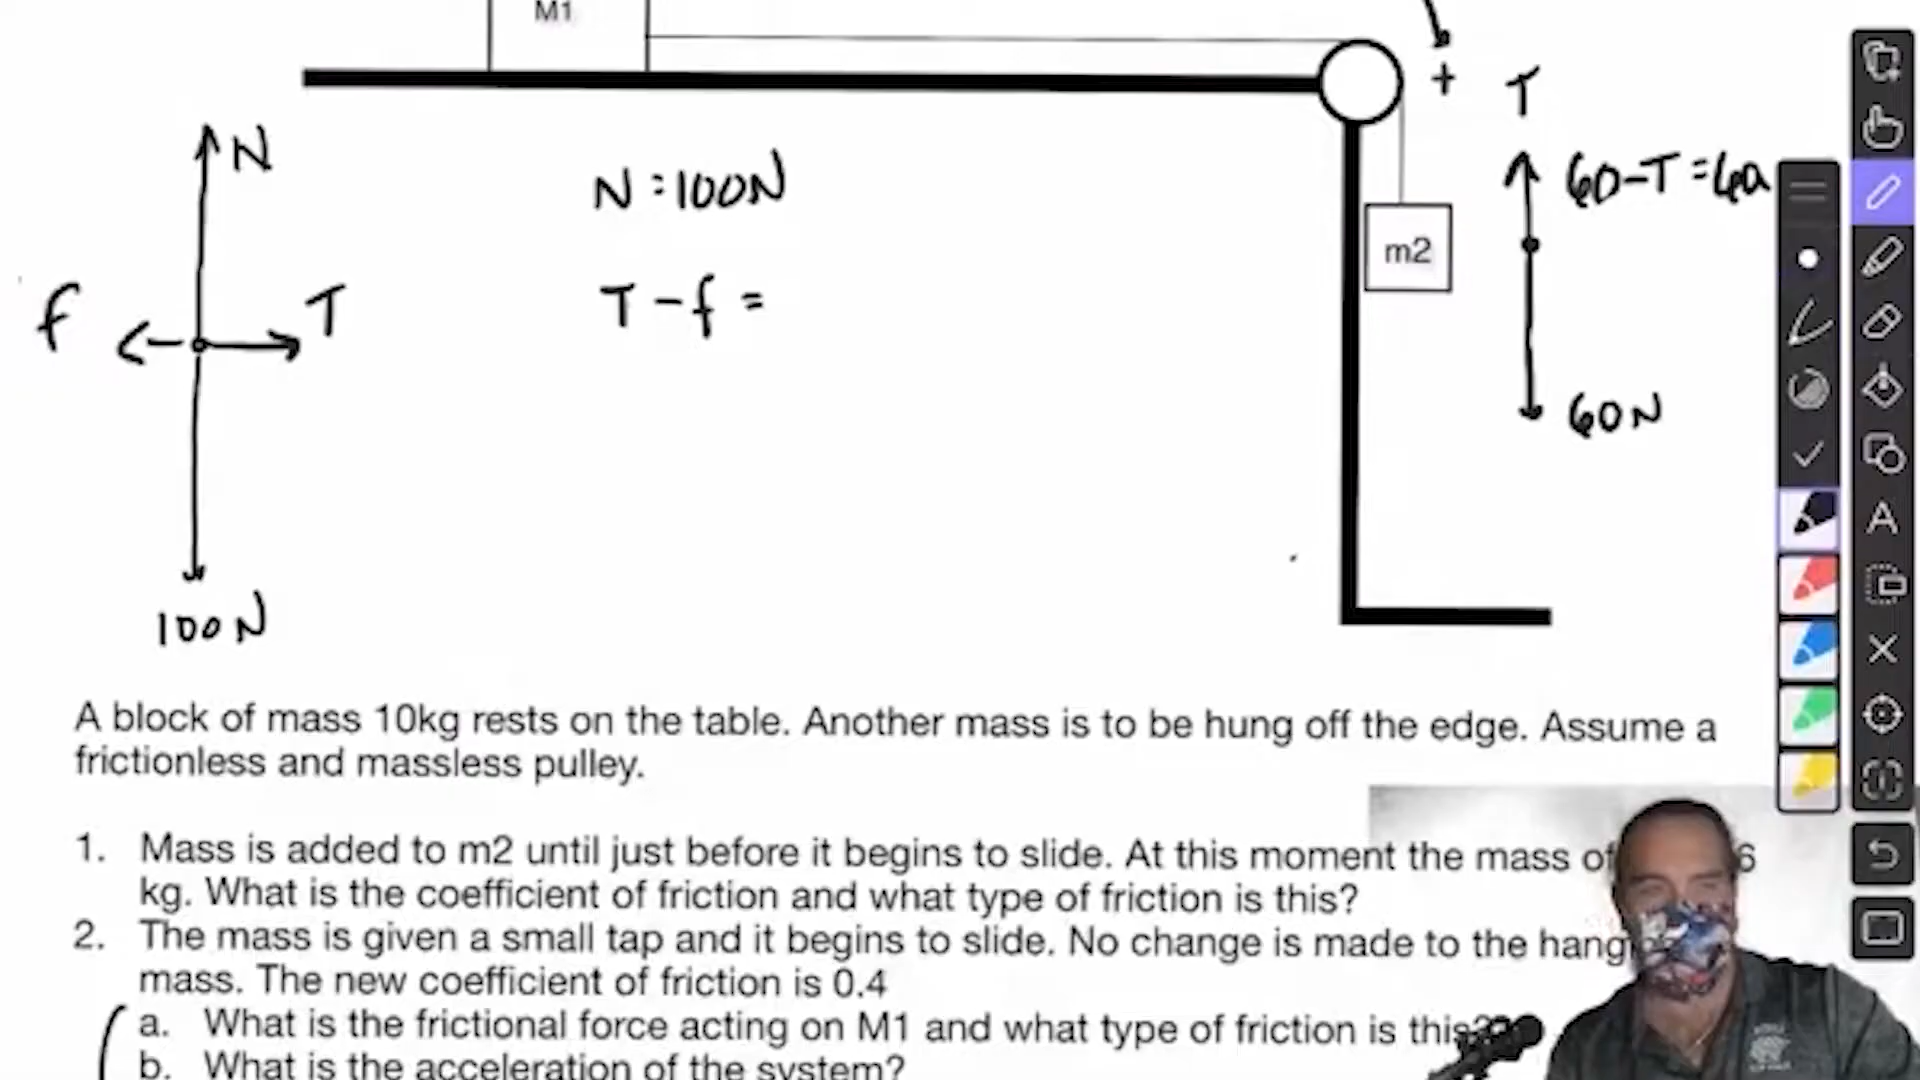 M1
+
T
N
N = 100N
60-T=6a
m2
f
T
T - f =
60N
100N
A block of mass 10kg rests on the table. Another mass is to be hung off the edge. Assume a
frictionless and massless pulley.
1. Mass is added to m2 until just before it begins to slide. At this moment the mass of 6
kg. What is the coefficient of friction and what type of friction is this?
2. The mass is given a small tap and it begins to slide. No change is made to the hang
mass. The new coefficient of friction is 0.4
a. What is the frictional force acting on M1 and what type of friction is this?
b. What is the acceleration of the system?
A